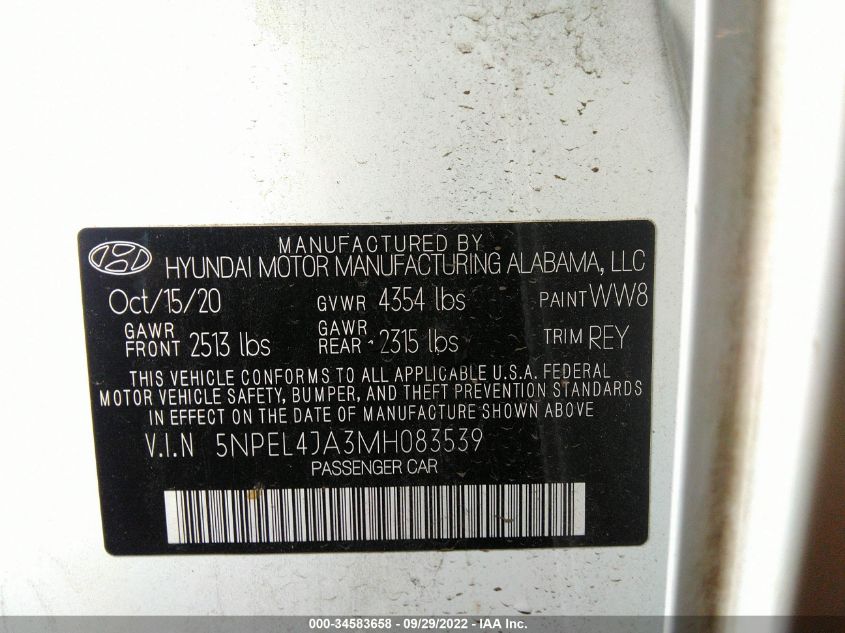 MANUFACTURED BY
HYUNDAI MOTOR MANUFACTURING ALABAMA, LLC
Oct/15/20 GVWR 4354 lbs PAINT WW8
GAWR FRONT 2513 lbs GAWR REAR 2315 lbs TRIM REY
THIS VEHICLE CONFORMS TO ALL APPLICABLE U.S.A. FEDERAL
MOTOR VEHICLE SAFETY, BUMPER, AND THEFT PREVENTION STANDARDS
IN EFFECT ON THE DATE OF MANUFACTURE SHOWN ABOVE
V.I.N 5NPEL4JA3MH083539
PASSENGER CAR
000-34583658 - 09/29/2022 - IAA Inc.